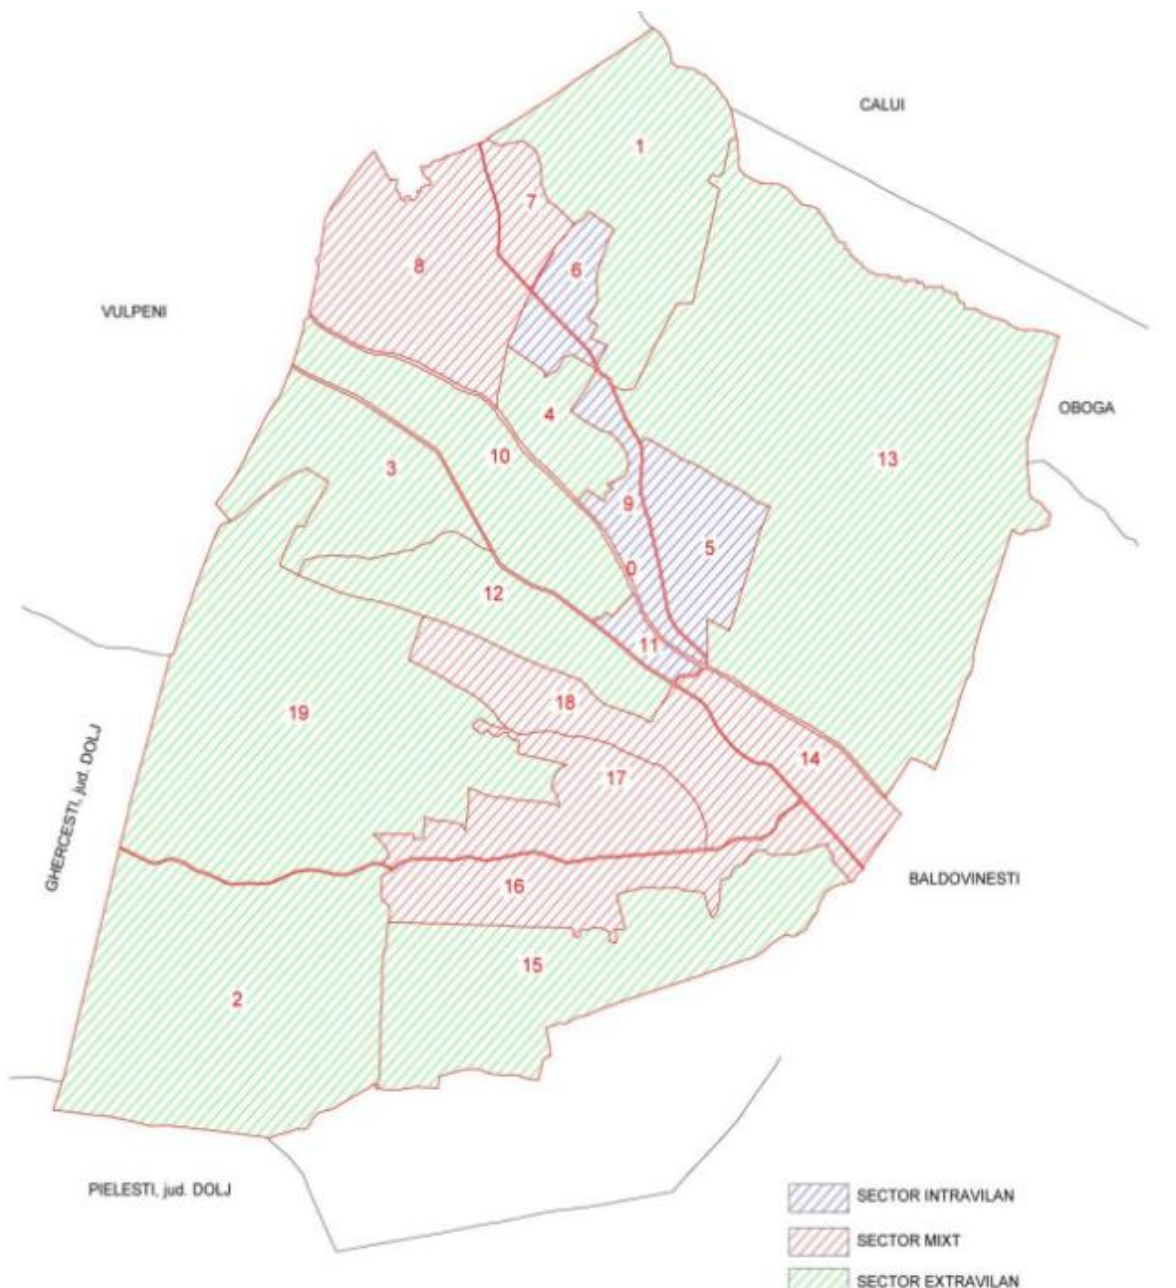 CALUI
1
7
6
8
VULPENI
OBOGA
4
10
13
3
9
5
0
12
11
18
19
14
17
GHERCESTI, jud. DOLJ
BALDOVINESTI
16
15
2
PIELESTI, jud. DOLJ
SECTOR INTRAVILAN
SECTOR MIXT
SECTOR EXTRAVILAN